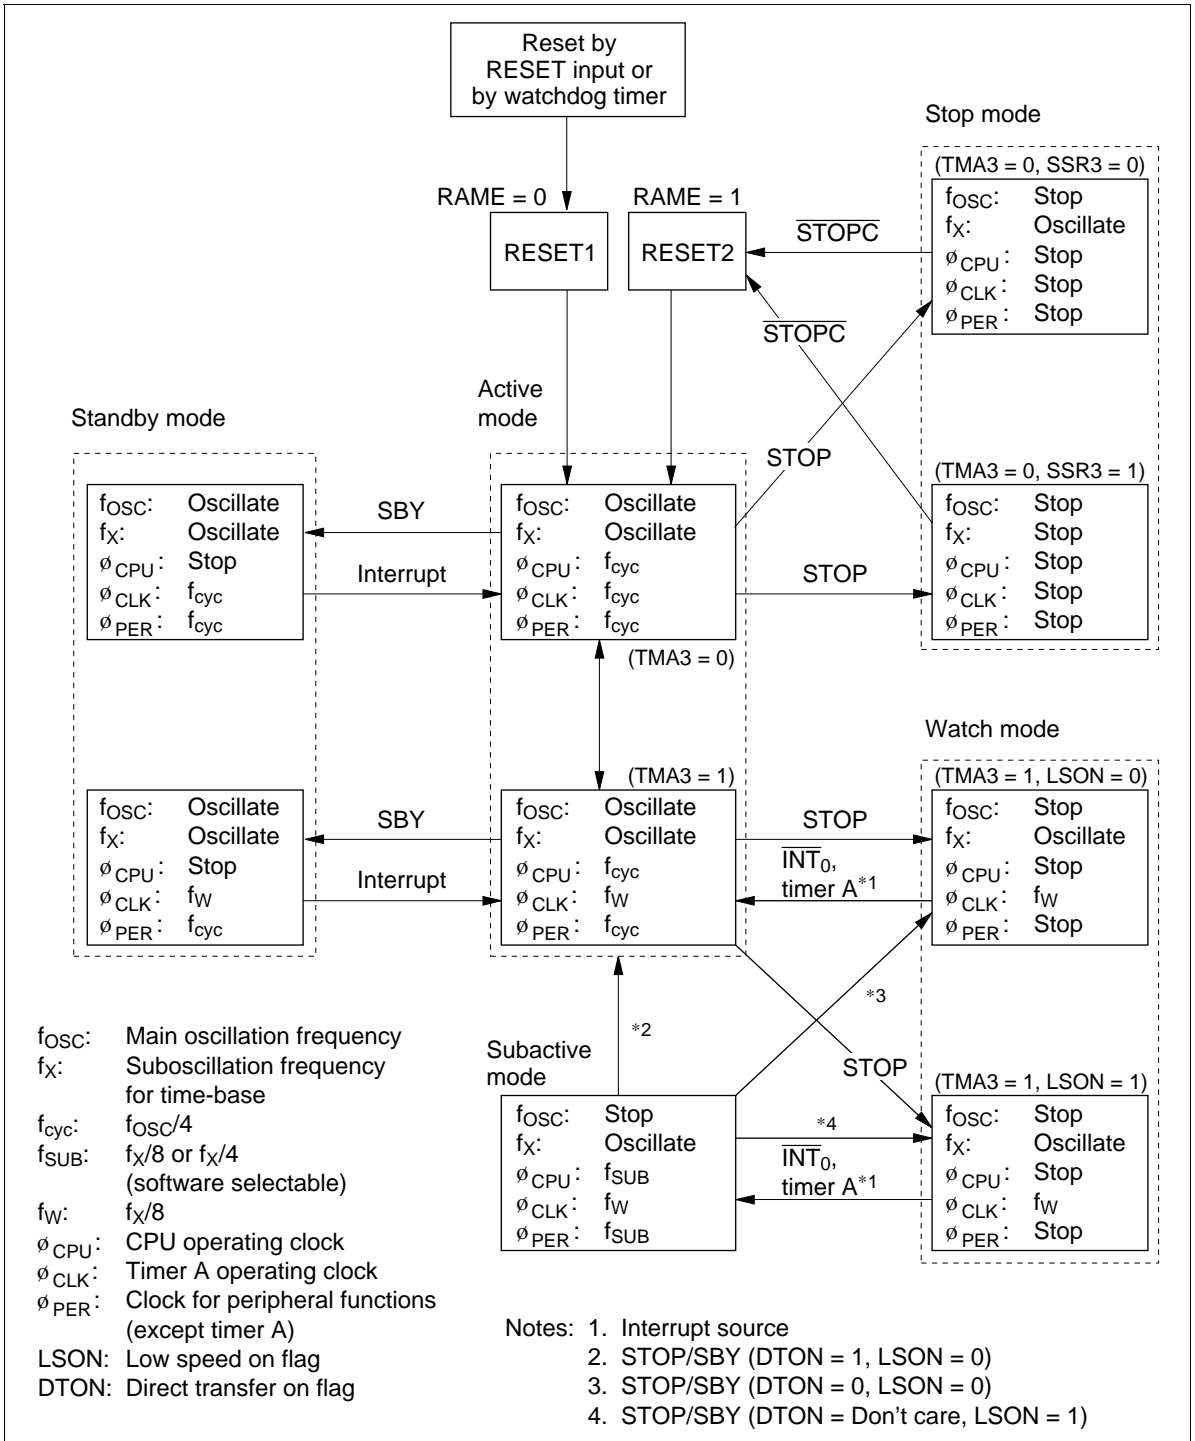 Reset by
RESET input or
by watchdog timer
RAME = 0
RAME = 1
RESET1
RESET2
STOPC
STOPC
Stop mode
(TMA3 = 0, SSR3 = 0)
fOSC: Stop
fX: Oscillate
øCPU: Stop
øCLK: Stop
øPER: Stop
STOP
(TMA3 = 0, SSR3 = 1)
fOSC: Stop
fX: Stop
øCPU: Stop
øCLK: Stop
øPER: Stop
Standby mode
fOSC: Oscillate
fX: Oscillate
øCPU: Stop
øCLK: fcyc
øPER: fcyc
SBY
Interrupt
Active
mode
fOSC: Oscillate
fX: Oscillate
øCPU: fcyc
øCLK: fcyc
øPER: fcyc
(TMA3 = 0)
STOP
fOSC: Oscillate
fX: Oscillate
øCPU: Stop
øCLK: fW
øPER: fcyc
SBY
Interrupt
(TMA3 = 1)
fOSC: Oscillate
fX: Oscillate
øCPU: fcyc
øCLK: fW
øPER: fcyc
STOP
INT0,
timer A*1
Watch mode
(TMA3 = 1, LSON = 0)
fOSC: Stop
fX: Oscillate
øCPU: Stop
øCLK: fW
øPER: Stop
*2
*3
STOP
Subactive
mode
fOSC: Stop
fX: Oscillate
øCPU: fSUB
øCLK: fW
øPER: fSUB
*4
INT0,
timer A*1
(TMA3 = 1, LSON = 1)
fOSC: Stop
fX: Oscillate
øCPU: Stop
øCLK: fW
øPER: Stop
fOSC: Main oscillation frequency
fX: Suboscillation frequency
for time-base
fcyc: fOSC/4
fSUB: fX/8 or fX/4
(software selectable)
fW: fX/8
øCPU: CPU operating clock
øCLK: Timer A operating clock
øPER: Clock for peripheral functions
(except timer A)
LSON: Low speed on flag
DTON: Direct transfer on flag
Notes: 1. Interrupt source
2. STOP/SBY (DTON = 1, LSON = 0)
3. STOP/SBY (DTON = 0, LSON = 0)
4. STOP/SBY (DTON = Don't care, LSON = 1)